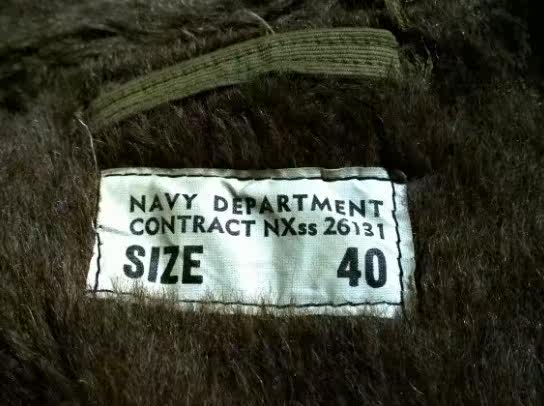 NAVY DEPARTMENT
CONTRACT NXss 26131
SIZE 40